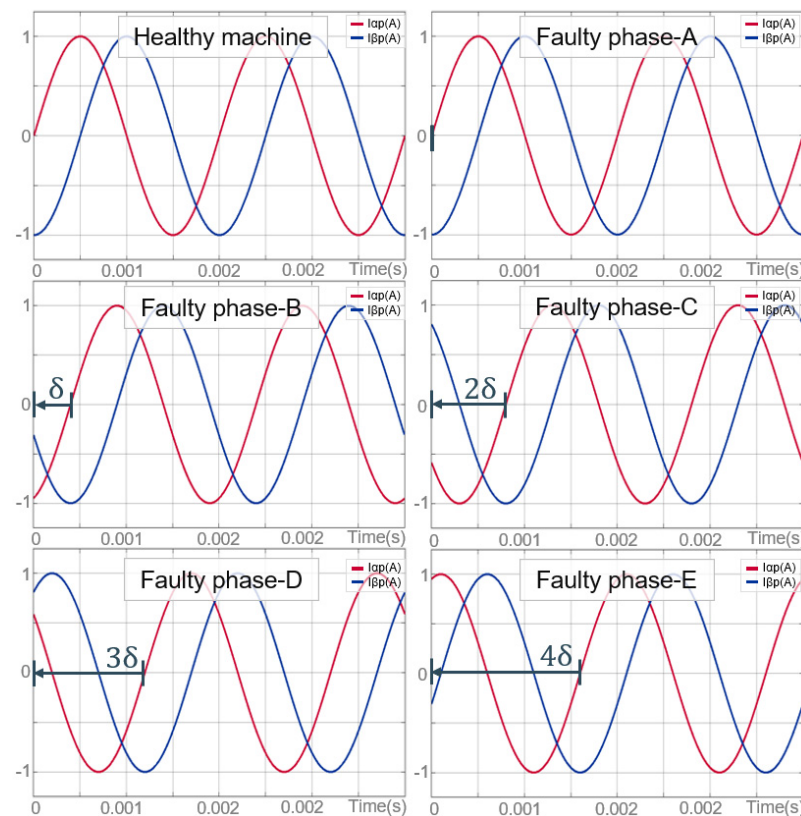 Healthy machine
Iαp(A)
Iβp(A)
1
0
-1
0 0.001 0.002 0.002 Time(s)
Faulty phase-A
Iαp(A)
Iβp(A)
1
0
-1
0 0.001 0.002 0.002 Time(s)
Faulty phase-B
Iαp(A)
Iβp(A)
1
δ
0
-1
0 0.001 0.002 0.002 Time(s)
Faulty phase-C
Iαp(A)
Iβp(A)
1
2δ
0
-1
0 0.001 0.002 0.002 Time(s)
Faulty phase-D
Iαp(A)
Iβp(A)
1
3δ
0
-1
0 0.001 0.002 0.002 Time(s)
Faulty phase-E
Iαp(A)
Iβp(A)
1
4δ
0
-1
0 0.001 0.002 0.002 Time(s)